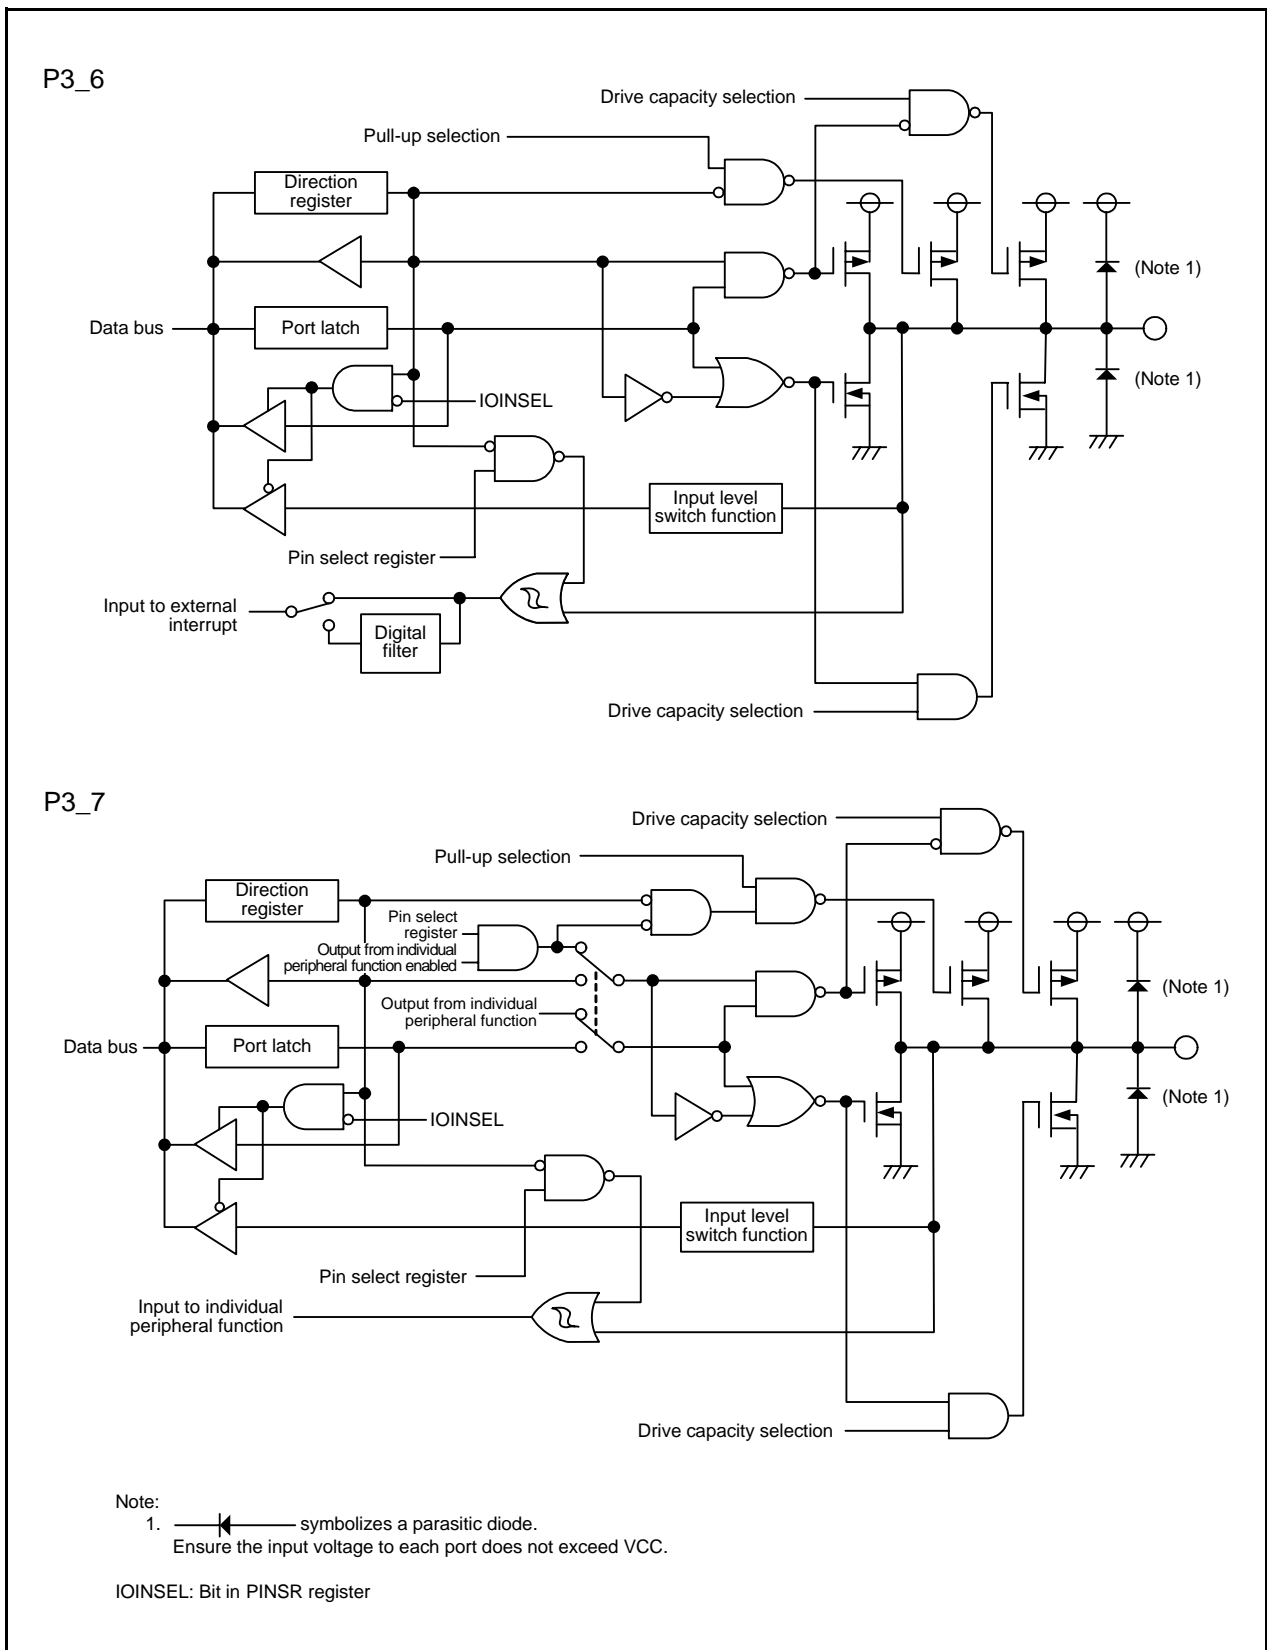 P3_6
Drive capacity selection
Pull-up selection
Direction
register
(Note 1)
Data bus
Port latch
(Note 1)
IOINSEL
Input level
switch function
Pin select register
Input to external
interrupt
Digital
filter
Drive capacity selection
P3_7
Drive capacity selection
Pull-up selection
Direction
register
Pin select
register
Output from individual
peripheral function enabled
(Note 1)
Output from individual
peripheral function
Data bus
Port latch
(Note 1)
IOINSEL
Input level
switch function
Pin select register
Input to individual
peripheral function
Drive capacity selection
Note:
1. symbolizes a parasitic diode.
Ensure the input voltage to each port does not exceed VCC.
IOINSEL: Bit in PINSR register